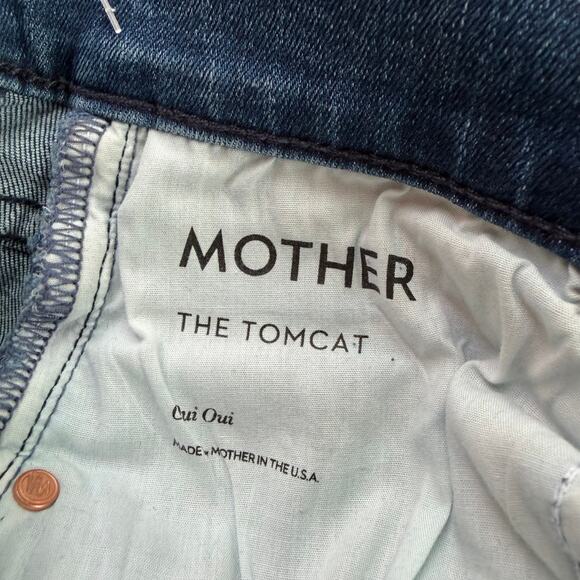 MOTHER
THE TOMCAT
Oui Oui
MADE MOTHER IN THE U.S.A.